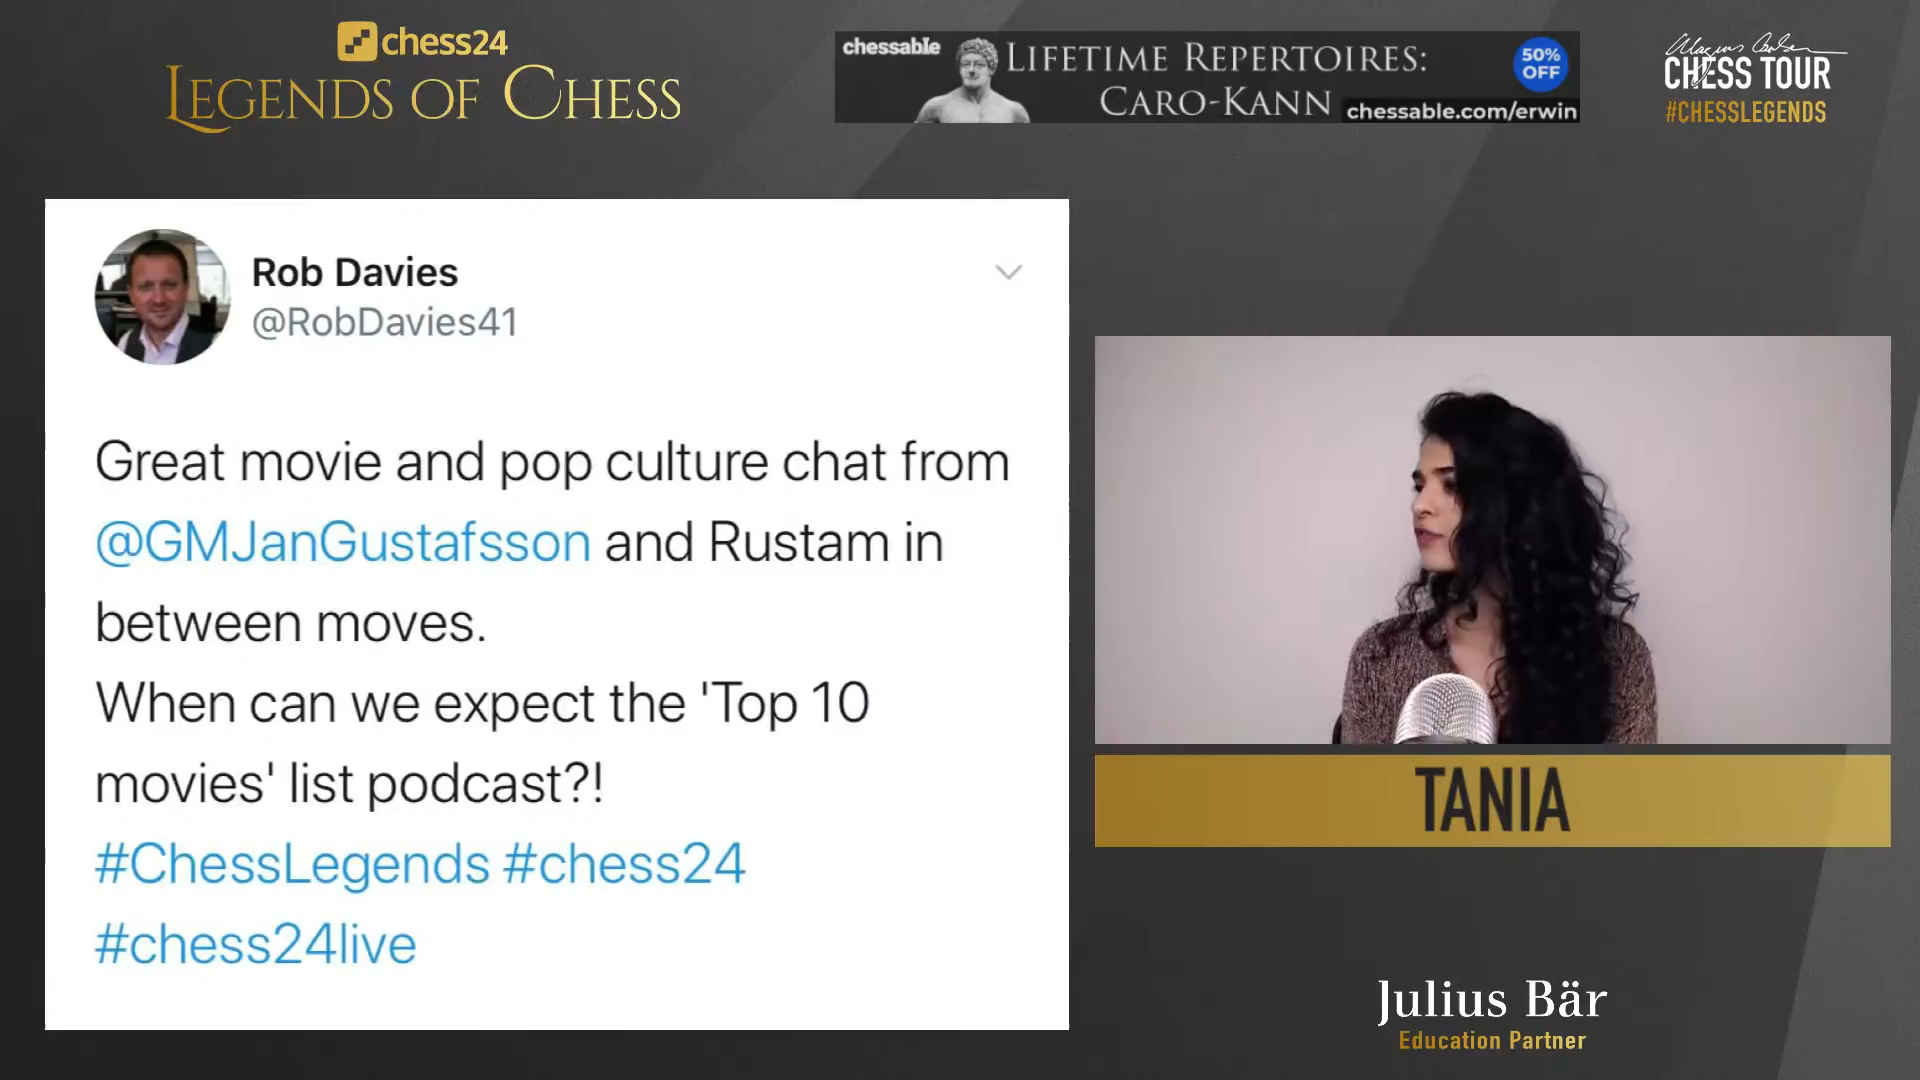 chess24
LEGENDS OF CHESS
chessable
LIFETIME REPERTOIRES:
CARO-KANN
50%
OFF
chessable.com/erwin
Magnus Carlsen
CHESS TOUR
#CHESSLEGENDS
Rob Davies
@RobDavies41
Great movie and pop culture chat from
@GMJanGustafsson and Rustam in
between moves.
When can we expect the 'Top 10
movies' list podcast?!
#ChessLegends #chess24
#chess24live
TANIA
Julius Bär
Education Partner